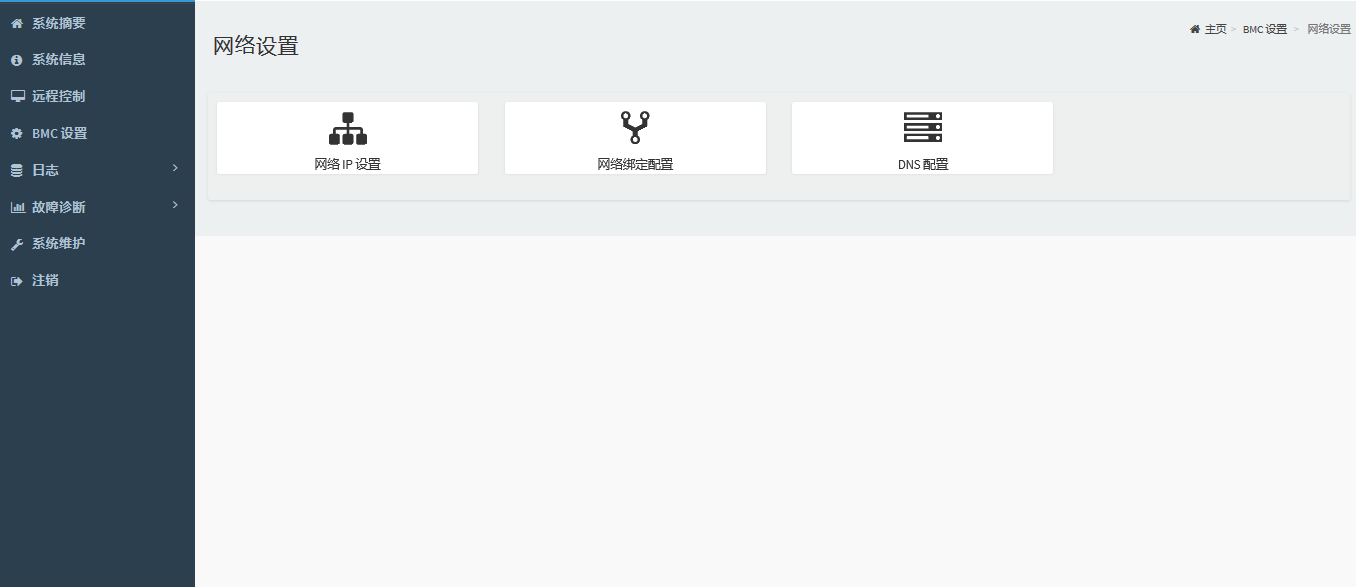 系统摘要
系统信息
远程控制
BMC 设置
日志
故障诊断
系统维护
注销
网络设置
主页 > BMC 设置 > 网络设置
网络 IP 设置
网络绑定配置
DNS 配置